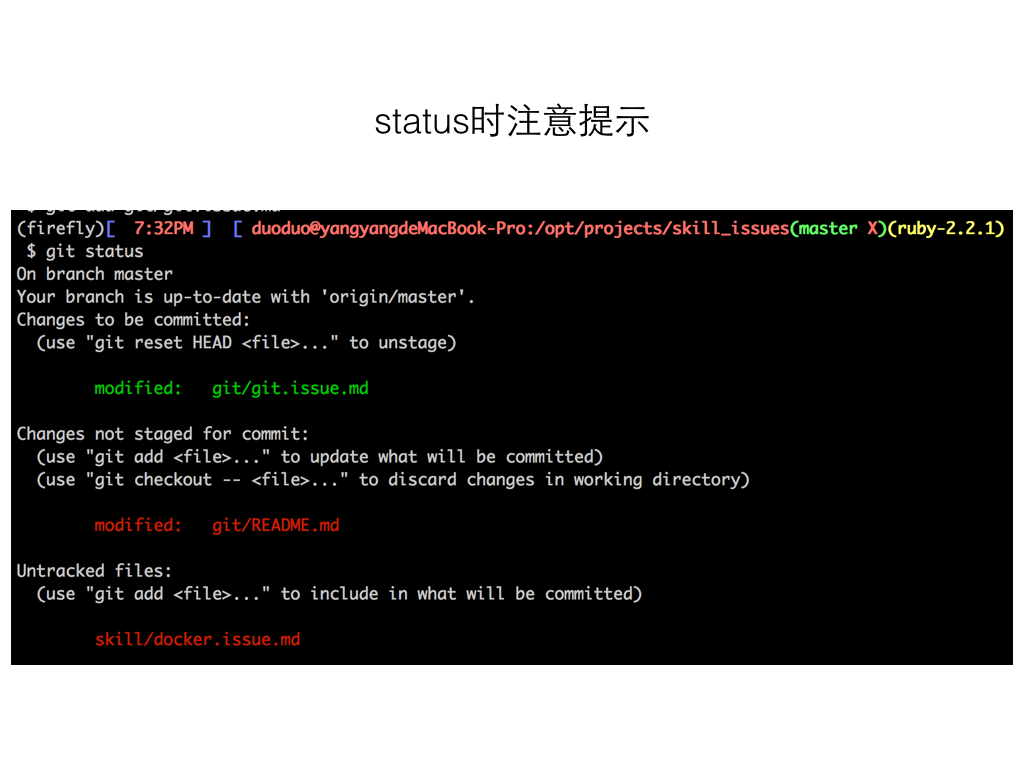 status时注意提示
(firefly)[  7:32PM ]  [ duoduo@yangyangdeMacBook-Pro:/opt/projects/skill_issues(master X)(ruby-2.2.1)
$ git status
On branch master
Your branch is up-to-date with 'origin/master'.
Changes to be committed:
(use "git reset HEAD <file>..." to unstage)
modified:   git/git.issue.md
Changes not staged for commit:
(use "git add <file>..." to update what will be committed)
(use "git checkout -- <file>..." to discard changes in working directory)
modified:   git/README.md
Untracked files:
(use "git add <file>..." to include in what will be committed)
skill/docker.issue.md